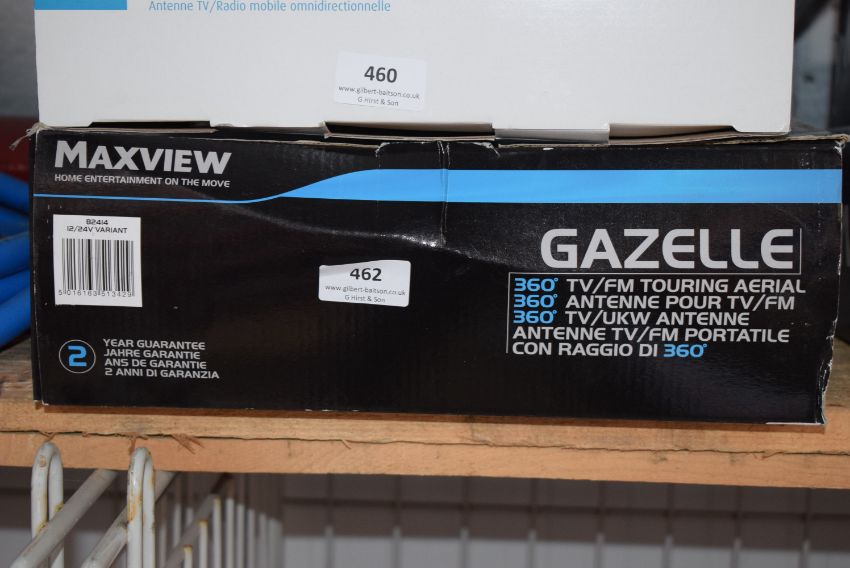 Antenne TV/Radio mobile omnidirectionnelle
460
www.gilbert-baitson.co.uk
G Hirst & Son
MAXVIEW
HOME ENTERTAINMENT ON THE MOVE
B2414
12/24V VARIANT
5 016163 513429
462
www.gilbert-baitson.co.uk
G Hirst & Son
GAZELLE
360° TV/FM TOURING AERIAL
360° ANTENNE POUR TV/FM
360° TV/UKW ANTENNE
ANTENNE TV/FM PORTATILE
CON RAGGIO DI 360°
2
YEAR GUARANTEE
JAHRE GARANTIE
ANS DE GARANTIE
2 ANNI DI GARANZIA